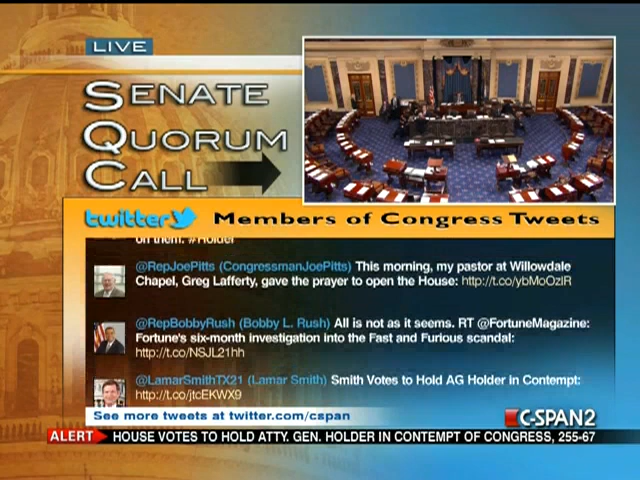 LIVE
SENATE
QUORUM
CALL
twitter Members of Congress Tweets
on them. #Holder
@RepJoePitts (CongressmanJoePitts) This morning, my pastor at Willowdale
Chapel, Greg Lafferty, gave the prayer to open the House: http://t.co/ybMoOzlR
@RepBobbyRush (Bobby L. Rush) All is not as it seems. RT @FortuneMagazine:
Fortune's six-month investigation into the Fast and Furious scandal:
http://t.co/NSJL21hh
@LamarSmithTX21 (Lamar Smith) Smith Votes to Hold AG Holder in Contempt:
http://t.co/jtcEKWX9
See more tweets at twitter.com/cspan
C-SPAN2
ALERT HOUSE VOTES TO HOLD ATTY. GEN. HOLDER IN CONTEMPT OF CONGRESS, 255-67